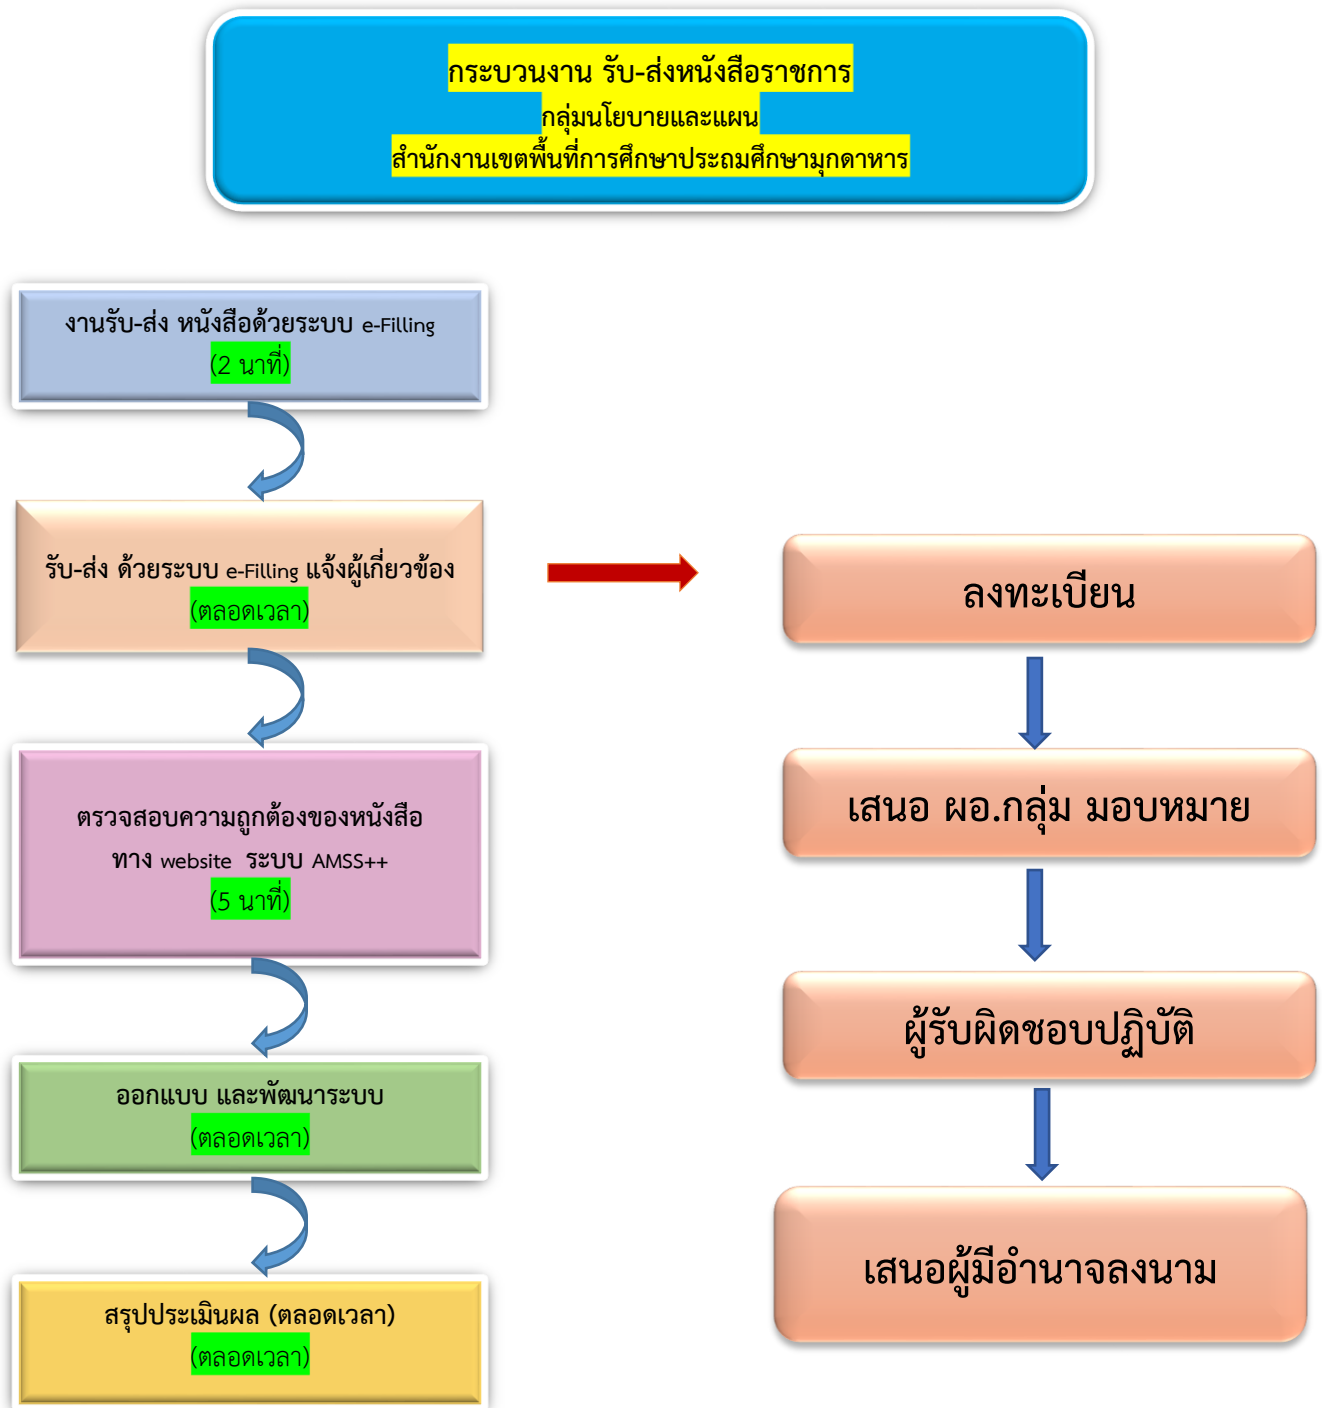 กระบวนงาน รับ-ส่งหนังสือราชการ
กลุ่มนโยบายและแผน
สำนักงานเขตพื้นที่การศึกษาประถมศึกษามุกดาหาร
งานรับ-ส่ง หนังสือด้วยระบบ e-Filling
(2 นาที่)
รับ-ส่ง ด้วยระบบ e-Filling แจ้งผู้เกี่ยวข้อง
(ตลอดเวลา)
ตรวจสอบความถูกต้องของหนังสือ
ทาง website ระบบ AMSS++
(5 นาที่)
ออกแบบ และพัฒนาระบบ
(ตลอดเวลา)
สรุปประเมินผล (ตลอดเวลา)
(ตลอดเวลา)
ลงทะเบียน
เสนอ ผอ.กลุ่ม มอบหมาย
ผู้รับผิดชอบปฏิบัติ
เสนอผู้มีอำนาจลงนาม